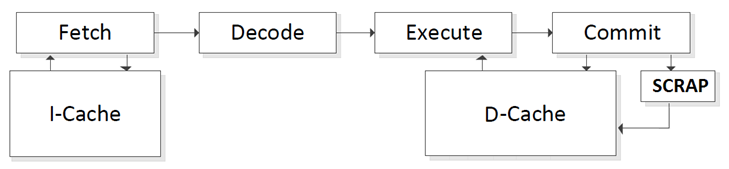 Fetch
Decode
Execute
Commit
I-Cache
D-Cache
SCRAP